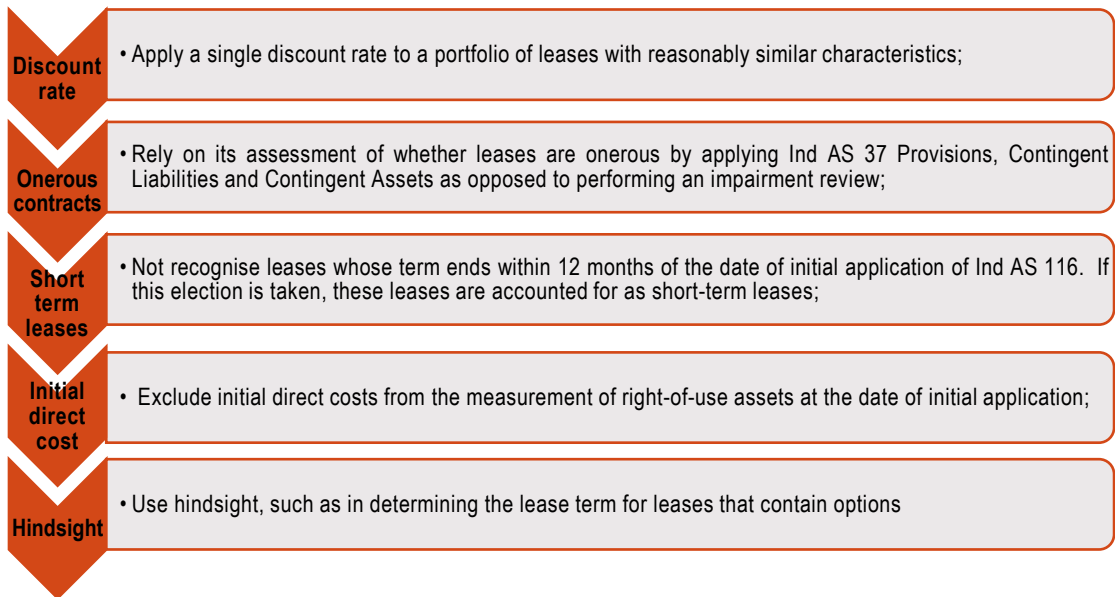 Discount
rate
• Apply a single discount rate to a portfolio of leases with reasonably similar characteristics;
Onerous
contracts
• Rely on its assessment of whether leases are onerous by applying Ind AS 37 Provisions, Contingent
Liabilities and Contingent Assets as opposed to performing an impairment review;
Short
term
leases
• Not recognise leases whose term ends within 12 months of the date of initial application of Ind AS 116. If
this election is taken, these leases are accounted for as short-term leases;
Initial
direct
cost
• Exclude initial direct costs from the measurement of right-of-use assets at the date of initial application;
Hindsight
• Use hindsight, such as in determining the lease term for leases that contain options